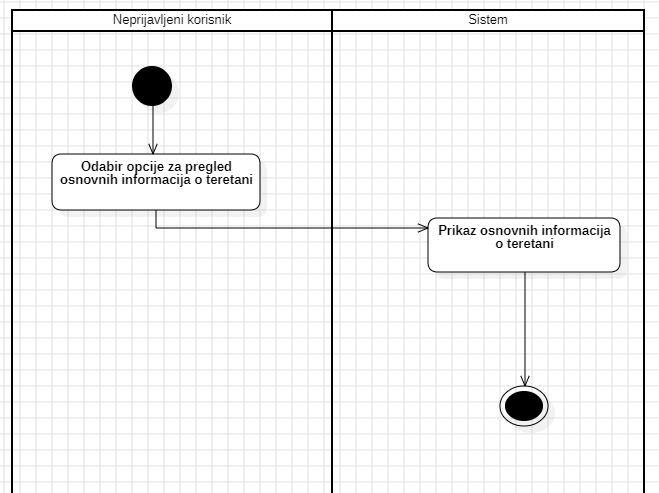 Neprijavljeni korisnik
Sistem
Odabir opcije za pregled
osnovnih informacija o teretani
Prikaz osnovnih informacija
o teretani